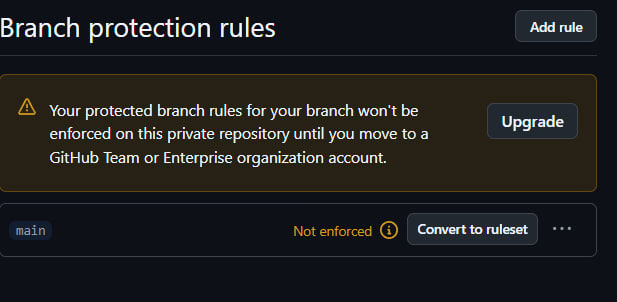 Branch protection rules
Add rule
Your protected branch rules for your branch won't be
enforced on this private repository until you move to a
GitHub Team or Enterprise organization account.
Upgrade
main
Not enforced
Convert to ruleset